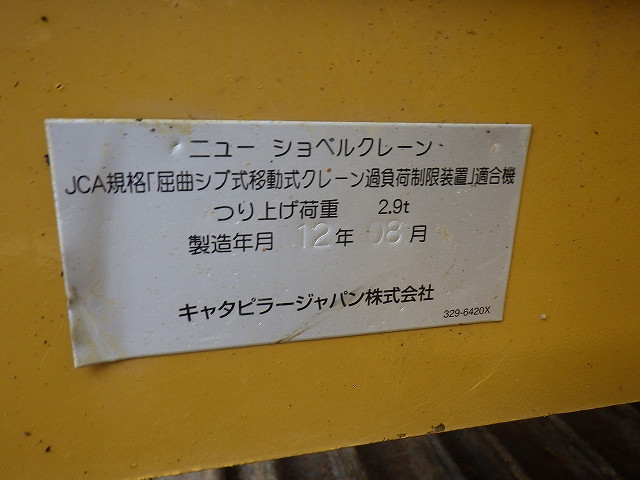 ニュー ショベルクレーン
JCA規格「屈曲ジブ式移動式クレーン過負荷制限装置」適合機
つり上げ荷重 2.9t
製造年月 12年 08月
キャタピラージャパン株式会社
329-6420X